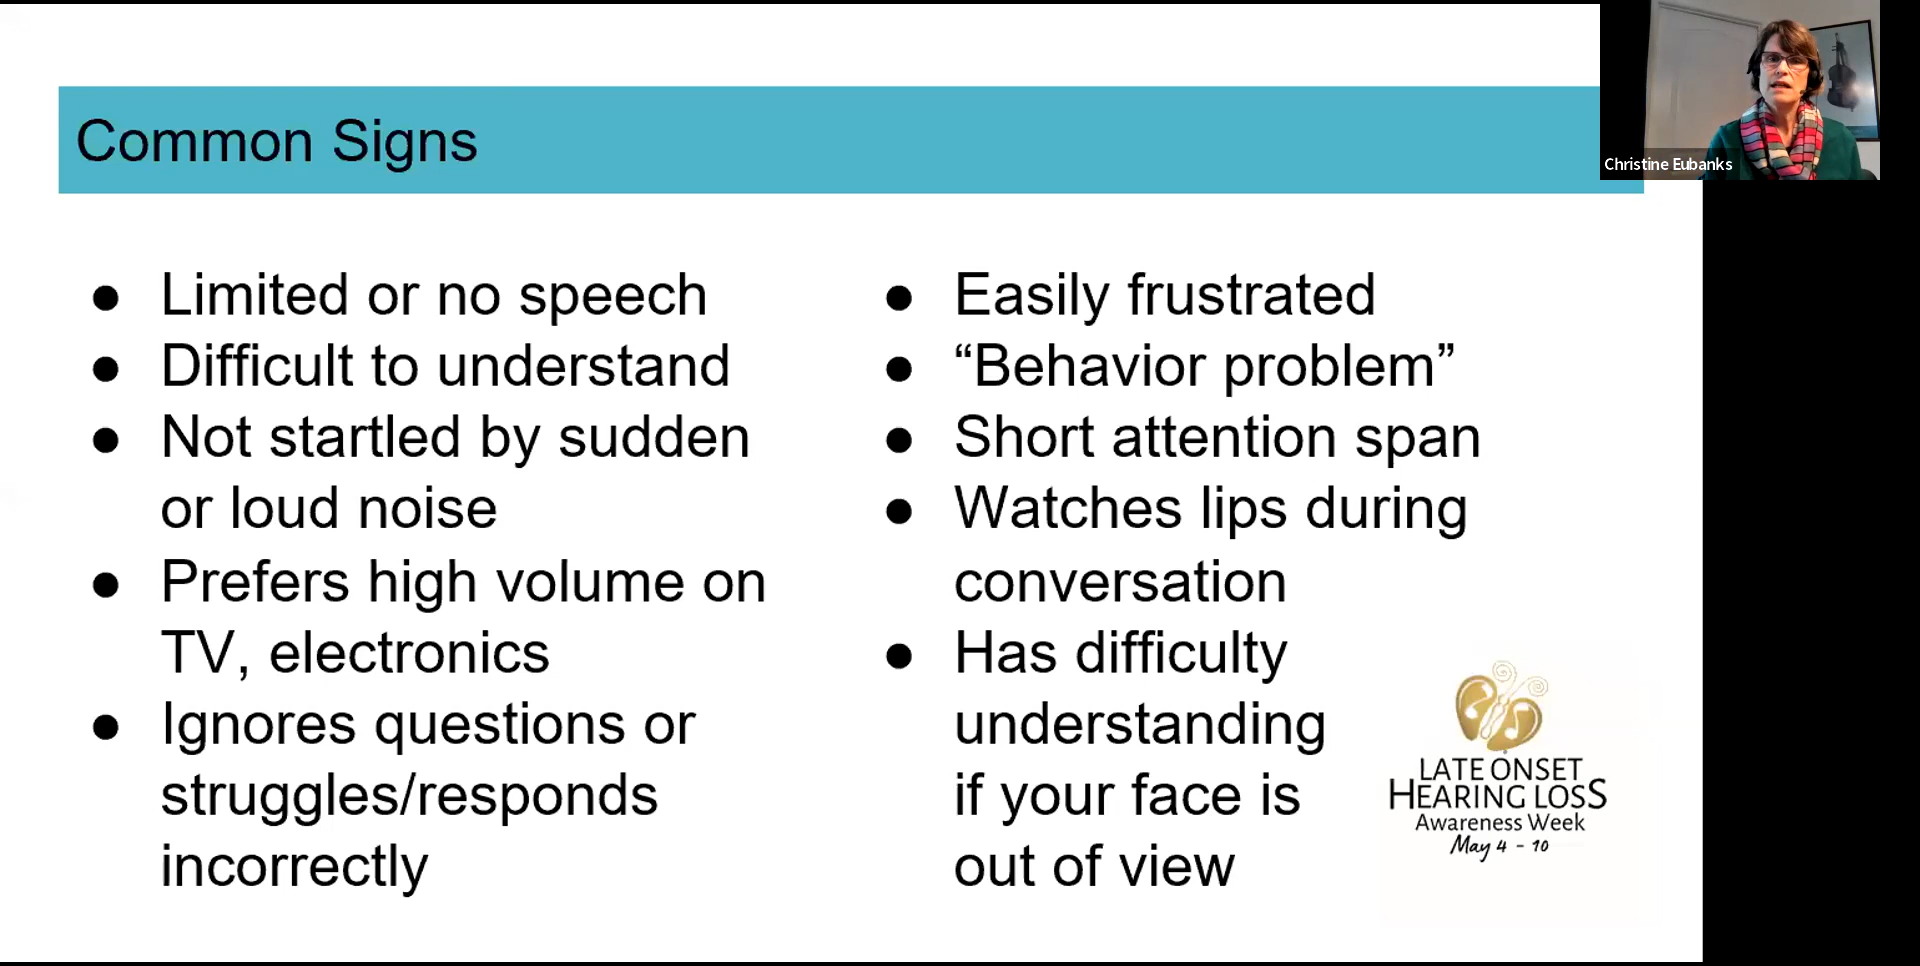 Common Signs
Christine Eubanks
● Limited or no speech
● Difficult to understand
● Not startled by sudden
or loud noise
● Prefers high volume on
TV, electronics
● Ignores questions or
struggles/responds
incorrectly
● Easily frustrated
● “Behavior problem”
● Short attention span
● Watches lips during
conversation
● Has difficulty
understanding
if your face is
out of view
LATE ONSET
HEARING LOSS
Awareness Week
May 4 - 10